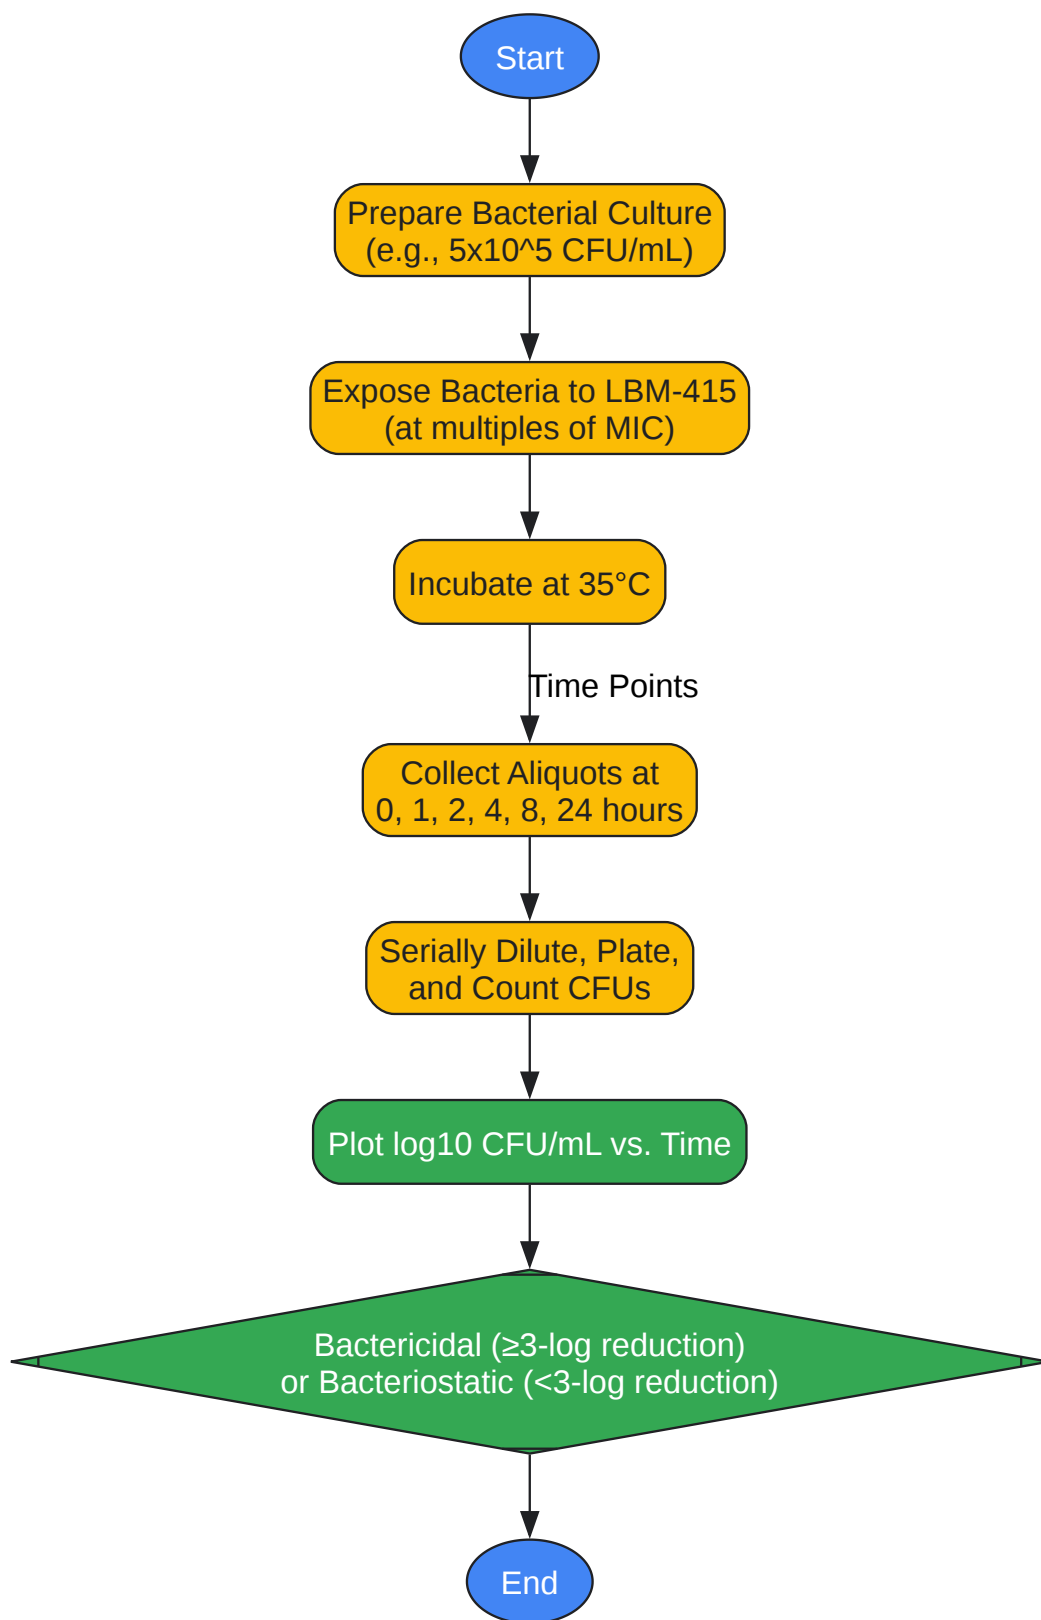 Start
Prepare Bacterial Culture
(e.g., 5x10^5 CFU/mL)
Expose Bacteria to LBM-415
(at multiples of MIC)
Incubate at 35°C
Time Points
Collect Aliquots at
0, 1, 2, 4, 8, 24 hours
Serially Dilute, Plate,
and Count CFUs
Plot log10 CFU/mL vs. Time
Bactericidal (≥3-log reduction)
or Bacteriostatic (<3-log reduction)
End